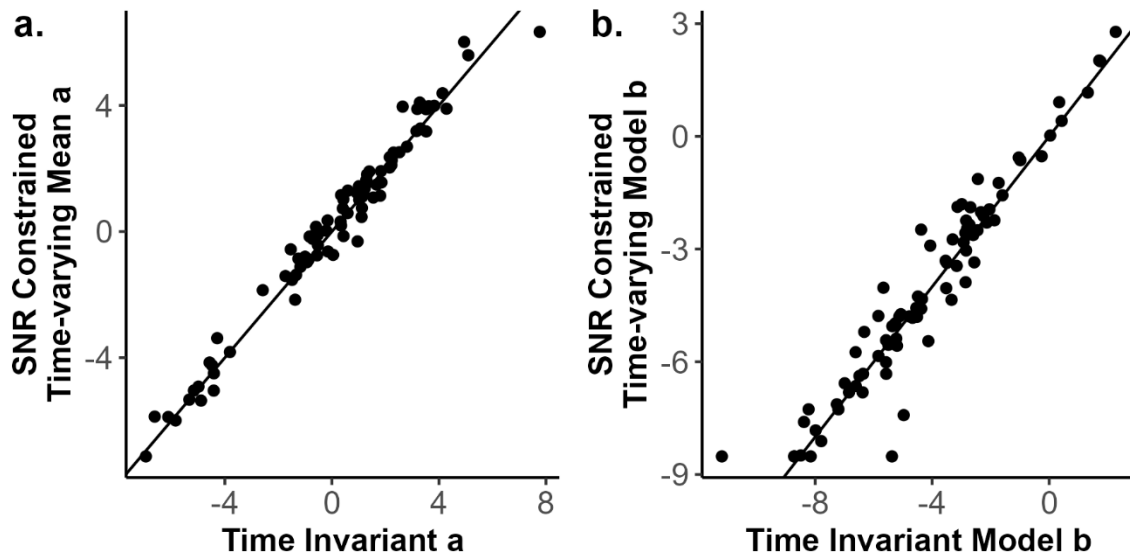 a.
SNR Constrained
Time-varying Mean a
4
0
-4
-4
0
4
8
Time Invariant a
b.
SNR Constrained
Time-varying Model b
3
0
-3
-6
-9
-8
-4
0
Time Invariant Model b